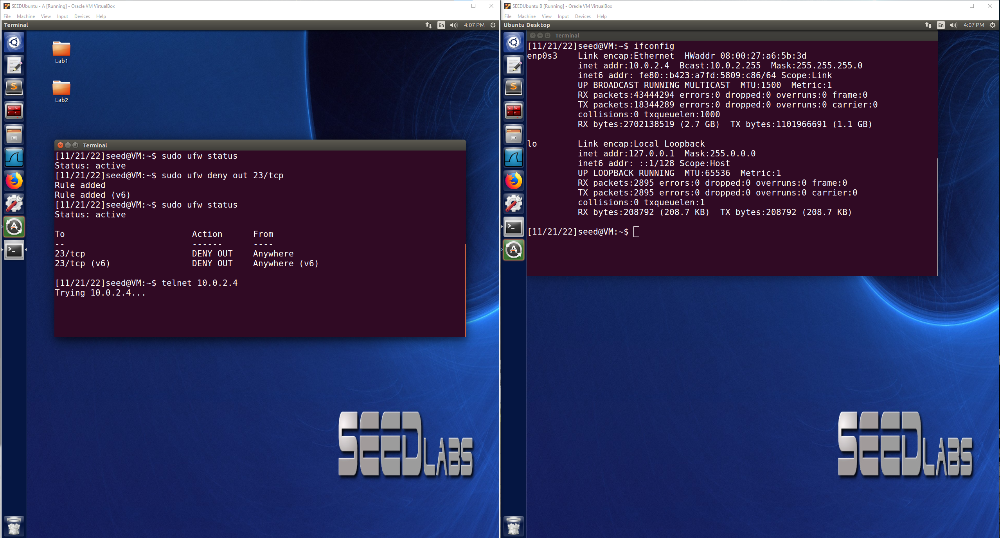 SEEDUbuntu - A [Running] - Oracle VM VirtualBox
File Machine View Input Devices Help
Terminal
En 4:07 PM
Lab1
Lab2
Terminal
[11/21/22]seed@VM:~$ sudo ufw status
Status: active
[11/21/22]seed@VM:~$ sudo ufw deny out 23/tcp
Rule added
Rule added (v6)
[11/21/22]seed@VM:~$ sudo ufw status
Status: active
To                         Action      From
--                         ------      ----
23/tcp                     DENY OUT    Anywhere
23/tcp (v6)                DENY OUT    Anywhere (v6)
[11/21/22]seed@VM:~$ telnet 10.0.2.4
Trying 10.0.2.4...
SEEDLABS
SEEDUbuntu B [Running] - Oracle VM VirtualBox
File Machine View Input Devices Help
Ubuntu Desktop
En 4:07 PM
Terminal
[11/21/22]seed@VM:~$ ifconfig
enp0s3    Link encap:Ethernet  HWaddr 08:00:27:a6:5b:3d
          inet addr:10.0.2.4  Bcast:10.0.2.255  Mask:255.255.255.0
          inet6 addr: fe80::b423:a7fd:5809:c86/64 Scope:Link
          UP BROADCAST RUNNING MULTICAST  MTU:1500  Metric:1
          RX packets:43444294 errors:0 dropped:0 overruns:0 frame:0
          TX packets:18344289 errors:0 dropped:0 overruns:0 carrier:0
          collisions:0 txqueuelen:1000
          RX bytes:2702138519 (2.7 GB)  TX bytes:1101966691 (1.1 GB)
lo        Link encap:Local Loopback
          inet addr:127.0.0.1  Mask:255.0.0.0
          inet6 addr: ::1/128 Scope:Host
          UP LOOPBACK RUNNING  MTU:65536  Metric:1
          RX packets:2895 errors:0 dropped:0 overruns:0 frame:0
          TX packets:2895 errors:0 dropped:0 overruns:0 carrier:0
          collisions:0 txqueuelen:1
          RX bytes:208792 (208.7 KB)  TX bytes:208792 (208.7 KB)
[11/21/22]seed@VM:~$
SEEDLABS